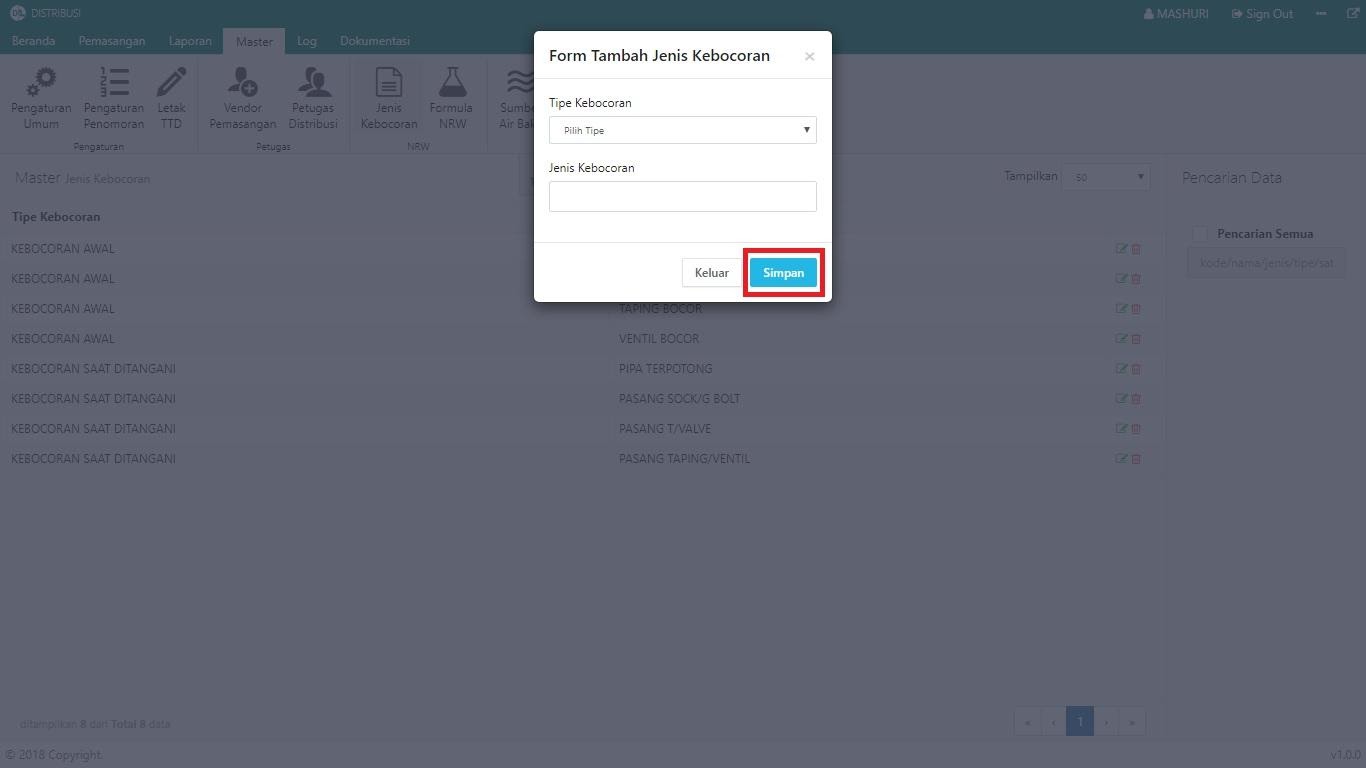 DISTRIBUSI
MASHURI Sign Out
Beranda Pemasangan Laporan Master Log Dokumentasi
Pengaturan Umum
Pengaturan Penomoran
Letak TTD
Pengaturan
Vendor Pemasangan
Petugas Distribusi
Petugas
Jenis Kebocoran
Formula NRW
NRW
Air
Form Tambah Jenis Kebocoran ×
Tipe Kebocoran
Pilih Tipe
Jenis Kebocoran
Keluar Simpan
Master Jenis Kebocoran
Tampilkan 50
Pencarian Data
Pencarian Semua
kode/nama/jenis/tipe/sat
Tipe Kebocoran
KEBOCORAN AWAL
KEBOCORAN AWAL
KEBOCORAN AWAL TAPING BOCOR
KEBOCORAN AWAL VENTIL BOCOR
KEBOCORAN SAAT DITANGANI PIPA TERPOTONG
KEBOCORAN SAAT DITANGANI PASANG SOCK/G BOLT
KEBOCORAN SAAT DITANGANI PASANG T/VALVE
KEBOCORAN SAAT DITANGANI PASANG TAPING/VENTIL
ditampilkan 8 dari Total 8 data
« ‹ 1 › »
© 2018 Copyright. v1.0.0